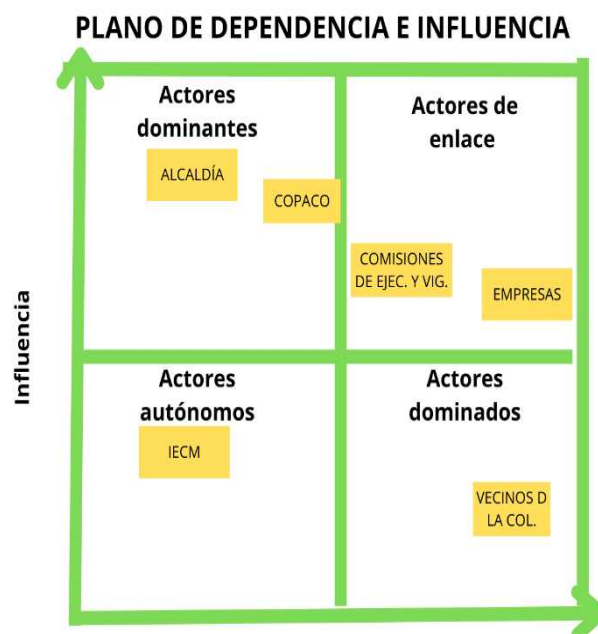 PLANO DE DEPENDENCIA E INFLUENCIA
Actores
dominantes
Actores de
enlace
ALCALDÍA
COPACO
COMISIONES
DE EJEC. Y VIG.
EMPRESAS
Influencia
Actores
autónomos
Actores
dominados
IECM
VECINOS D
LA COL.